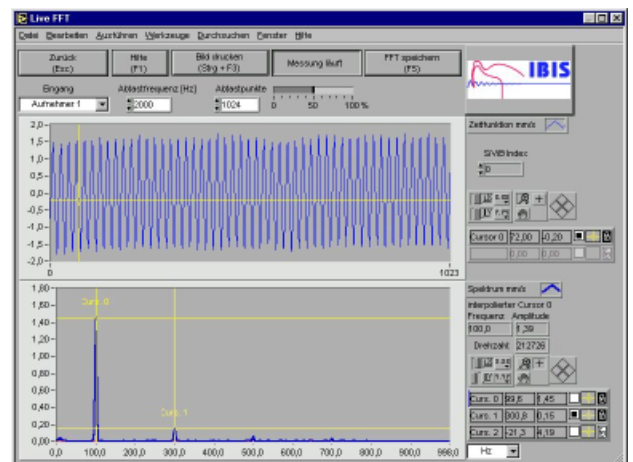 Live FFT
Datei Bearbeiten Ausführen Werkzeuge Durchsuchen Fenster Hilfe
Zurück (Esc)
Hilfe (F1)
Bild drucken (Strg + F3)
Messung läuft
FFT speichern (F5)
IBIS
Eingang
Aufnehmer 1
Abtastfrequenz (Hz)
2000
Abtastpunkte
1024
0 50 100 %
2,0
1,5
1,0
0,5
0,0
-0,5
-1,0
-1,5
-2,0
0 1023
Zeitfunktion mm/s
Index
0
Cursor 0 72,00 -0,20
0,00 0,00
1,60
1,40
1,20
1,00
0,80
0,60
0,40
0,20
0,00
Curs. 0
Curs. 1
0,0 100,0 200,0 300,0 400,0 500,0 600,0 700,0 800,0 998,0
Spektrum mm/s
interpolierter Cursor 0
Frequenz Amplitude
100,0 1,39
Drehzahl
Curs. 0 99,6 1,45
Curs. 1 300,8 0,15
Curs. 2 -21,3 4,19
Hz